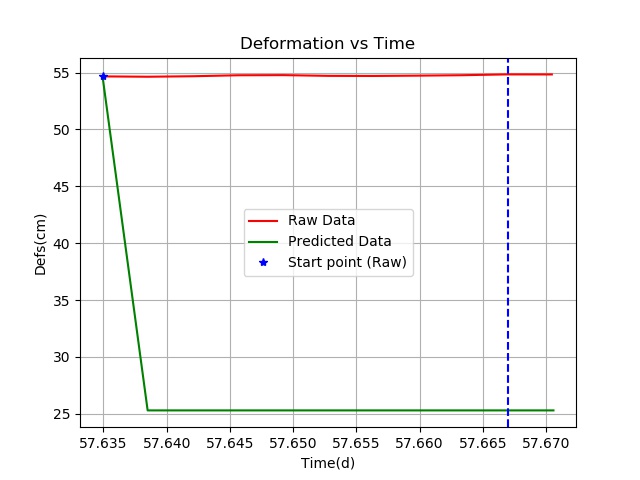 Deformation vs Time
Defs(cm)
55
50
45
40
35
30
25
Raw Data
Predicted Data
Start point (Raw)
57.635 57.640 57.645 57.650 57.655 57.660 57.665 57.670
Time(d)